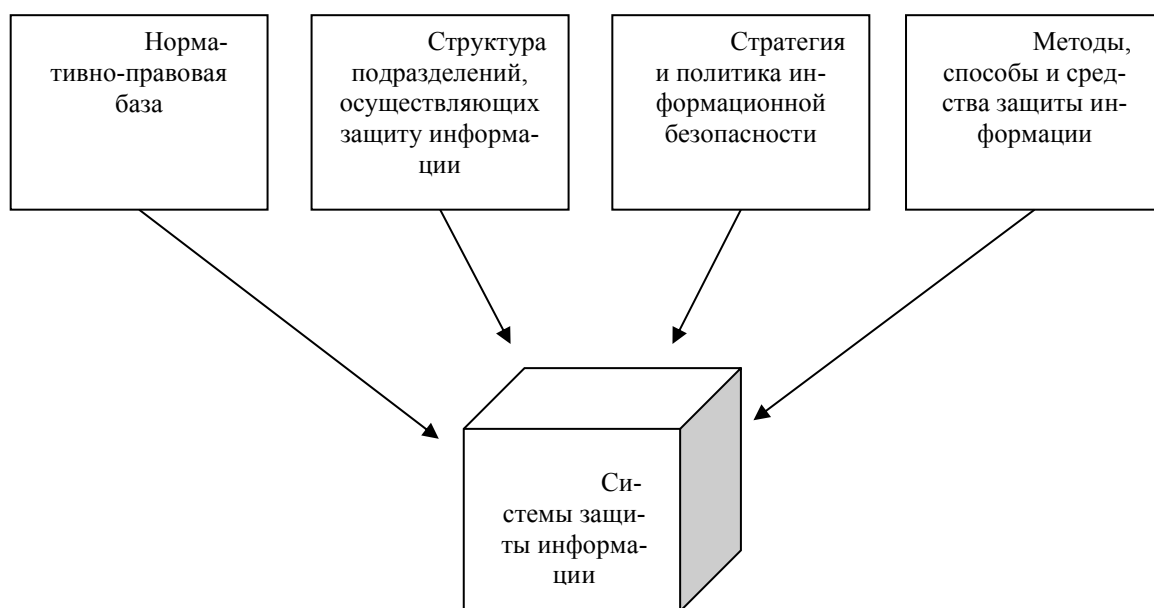 Норма-
тивно-правовая
база
Структура
подразделений,
осуществляющих
защиту информа-
ции
Стратегия
и политика ин-
формационной
безопасности
Методы,
способы и сред-
ства защиты ин-
формации
Си-
стемы защи-
ты информа-
ции